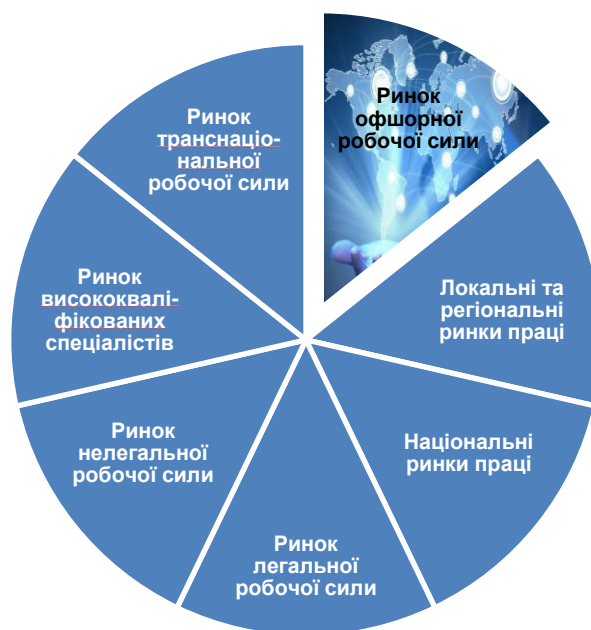 Ринок
офшорної
робочої сили
Локальні та
регіональні
ринки праці
Національні
ринки праці
Ринок
легальної
робочої сили
Ринок
нелегальної
робочої сили
Ринок
висококвалі-
фікованих
спеціалістів
Ринок
транснаціо-
нальної
робочої сили